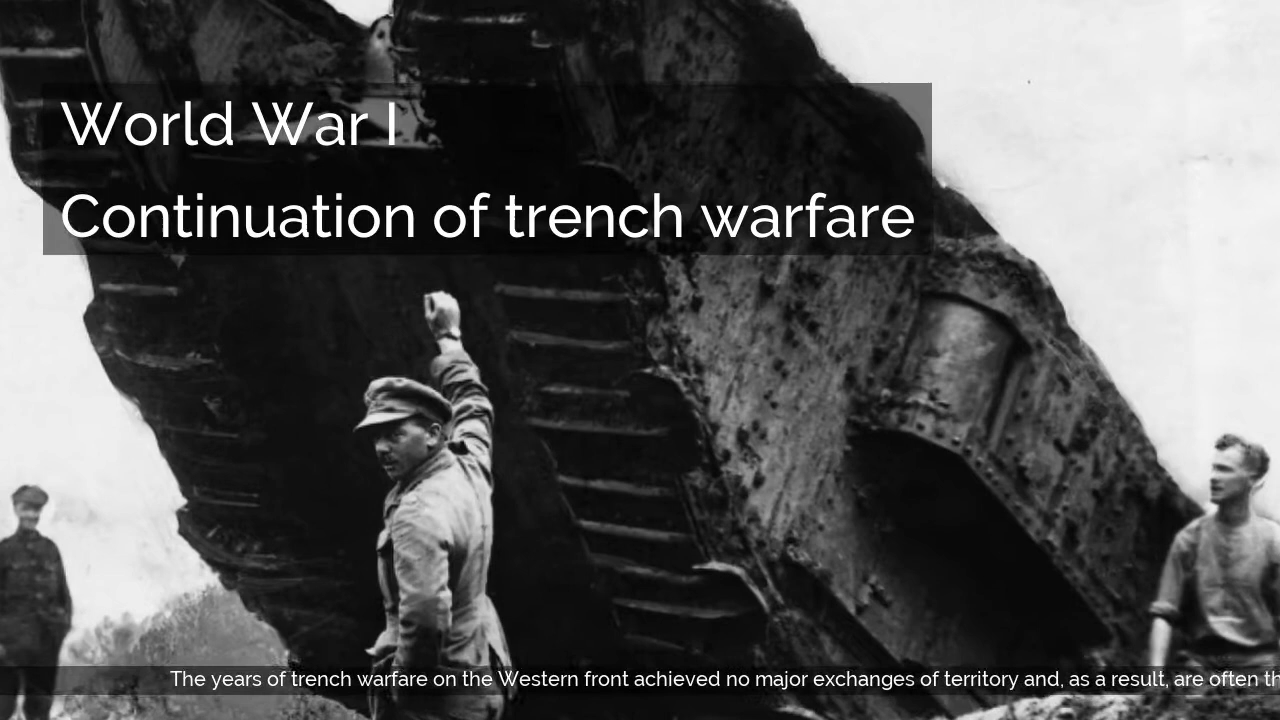 World War I
Continuation of trench warfare
The years of trench warfare on the Western front achieved no major exchanges of territory and, as a result, are often